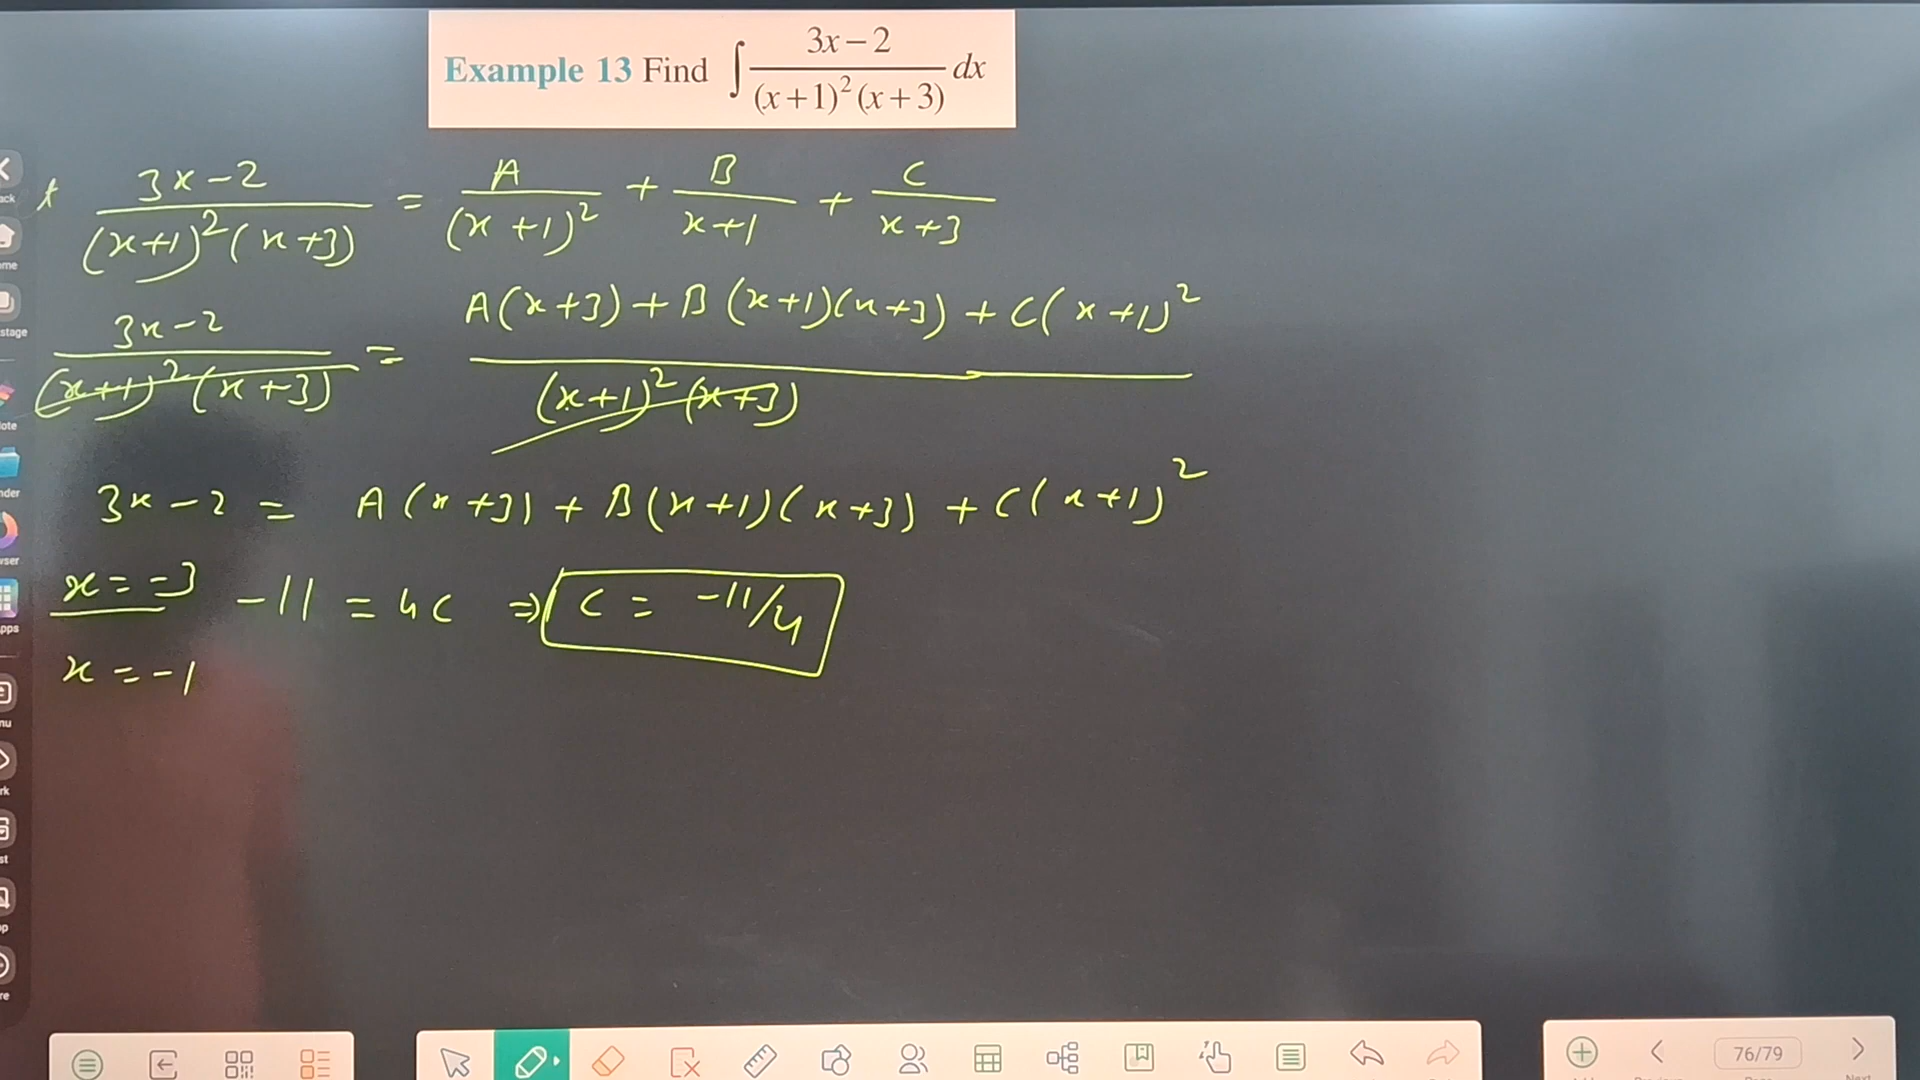 Example 13 Find ∫ 3x−2 / (x+1)²(x+3) dx
3x−2 / (x+1)²(x+3) = A / (x+1)² + B / x+1 + C / x+3
3x−2 / (x+1)²(x+3) = A(x+3) + B(x+1)(x+3) + C(x+1)² / (x+1)²(x+3)
3x−2 = A(x+3) + B(x+1)(x+3) + C(x+1)²
x = −3 −11 = 4C ⇒ C = −11/4
x = −1
76/79